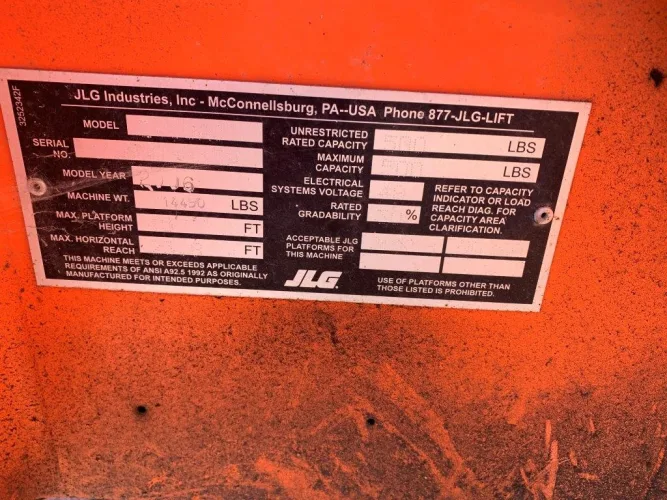 3252342F
JLG Industries, Inc - McConnellsburg, PA--USA Phone 877-JLG-LIFT
MODEL
SERIAL
NO.
MODEL YEAR
MACHINE WT. LBS
MAX. PLATFORM
HEIGHT FT
MAX. HORIZONTAL
REACH FT
THIS MACHINE MEETS OR EXCEEDS APPLICABLE
REQUIREMENTS OF ANSI A92.5 1992 AS ORIGINALLY
MANUFACTURED FOR INTENDED PURPOSES.
UNRESTRICTED
RATED CAPACITY 500 LBS
MAXIMUM
CAPACITY 500 LBS
ELECTRICAL
SYSTEMS VOLTAGE
RATED
GRADABILITY %
REFER TO CAPACITY
INDICATOR OR LOAD
REACH DIAG. FOR
CAPACITY AREA
CLARIFICATION.
ACCEPTABLE JLG
PLATFORMS FOR
THIS MACHINE
JLG
USE OF PLATFORMS OTHER THAN
THOSE LISTED IS PROHIBITED.